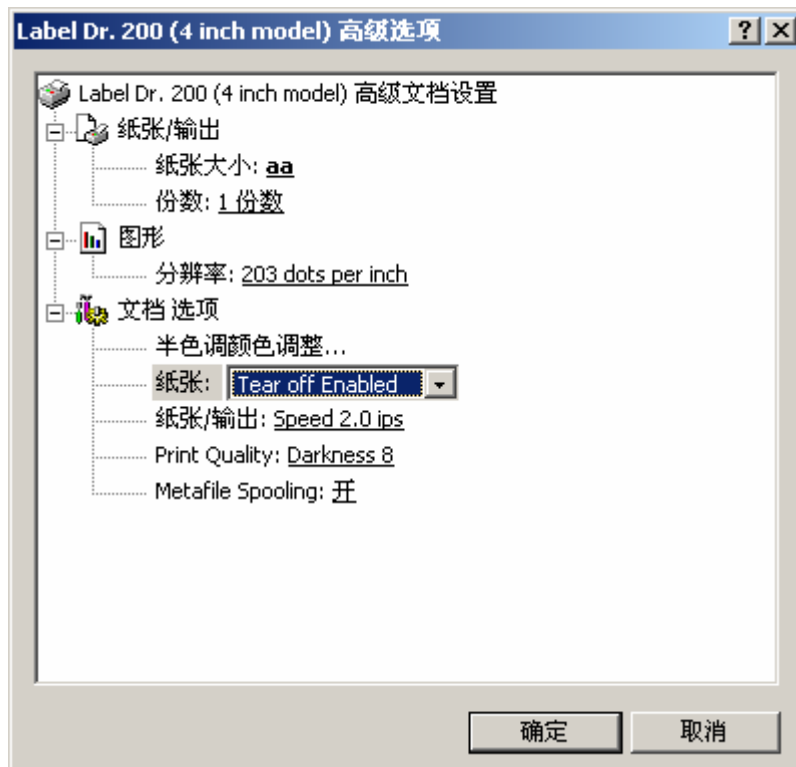 Label Dr. 200 (4 inch model) 高级选项
Label Dr. 200 (4 inch model) 高级文档设置
纸张/输出
纸张大小: aa
份数: 1 份数
图形
分辨率: 203 dots per inch
文档 选项
半色调颜色调整...
纸张: Tear off Enabled
纸张/输出: Speed 2.0 ips
Print Quality: Darkness 8
Metafile Spooling: 开
确定 取消